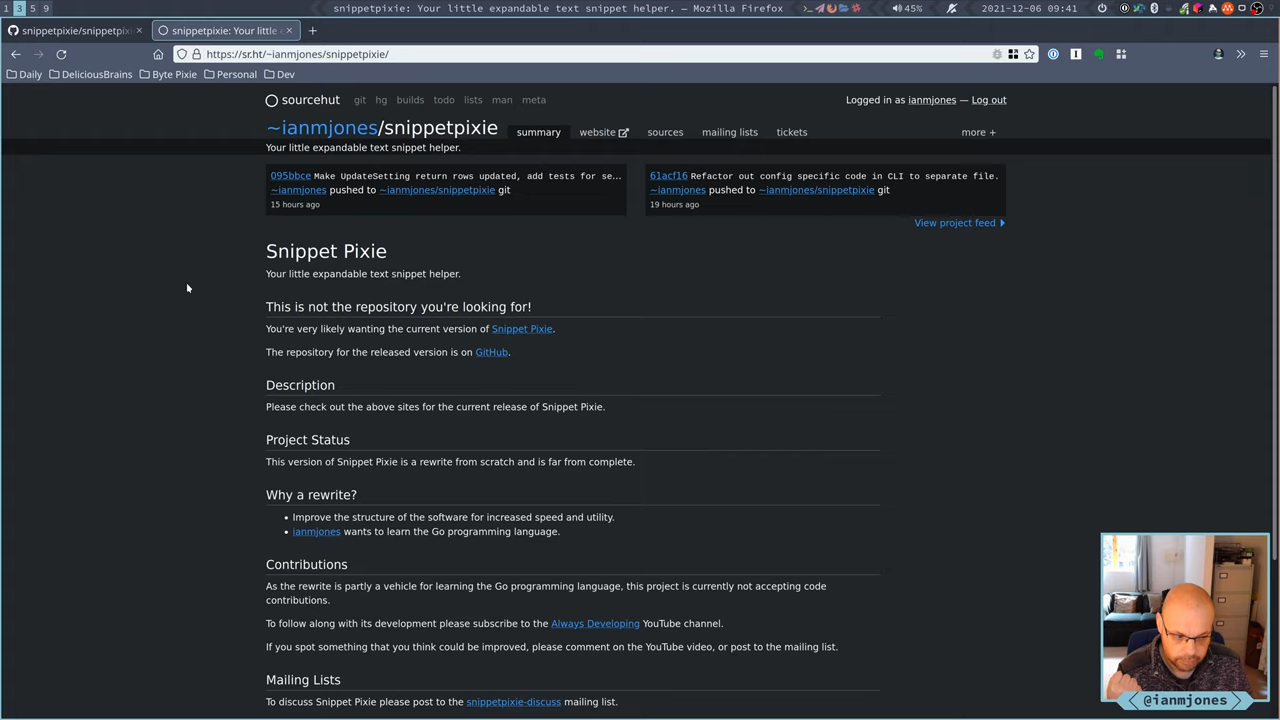 1 3 5 9
snippetpixie: Your little expandable text snippet helper. — Mozilla Firefox
45%
2021-12-06 09:41
snippetpixie/snippetpixi
snippetpixie: Your little e
https://sr.ht/~ianmjones/snippetpixie/
Daily DeliciousBrains Byte Pixie Personal Dev
sourcehut git hg builds todo lists man meta
Logged in as ianmjones — Log out
~ianmjones/snippetpixie summary website sources mailing lists tickets more +
Your little expandable text snippet helper.
095bbce Make UpdateSetting return rows updated, add tests for se…
~ianmjones pushed to ~ianmjones/snippetpixie git
15 hours ago
61acf16 Refactor out config specific code in CLI to separate file.
~ianmjones pushed to ~ianmjones/snippetpixie git
19 hours ago
View project feed
Snippet Pixie
Your little expandable text snippet helper.
This is not the repository you're looking for!
You're very likely wanting the current version of Snippet Pixie.
The repository for the released version is on GitHub.
Description
Please check out the above sites for the current release of Snippet Pixie.
Project Status
This version of Snippet Pixie is a rewrite from scratch and is far from complete.
Why a rewrite?
• Improve the structure of the software for increased speed and utility.
• ianmjones wants to learn the Go programming language.
Contributions
As the rewrite is partly a vehicle for learning the Go programming language, this project is currently not accepting code
contributions.
To follow along with its development please subscribe to the Always Developing YouTube channel.
If you spot something that you think could be improved, please comment on the YouTube video, or post to the mailing list.
Mailing Lists
To discuss Snippet Pixie please post to the snippetpixie-discuss mailing list.
@ianmjones